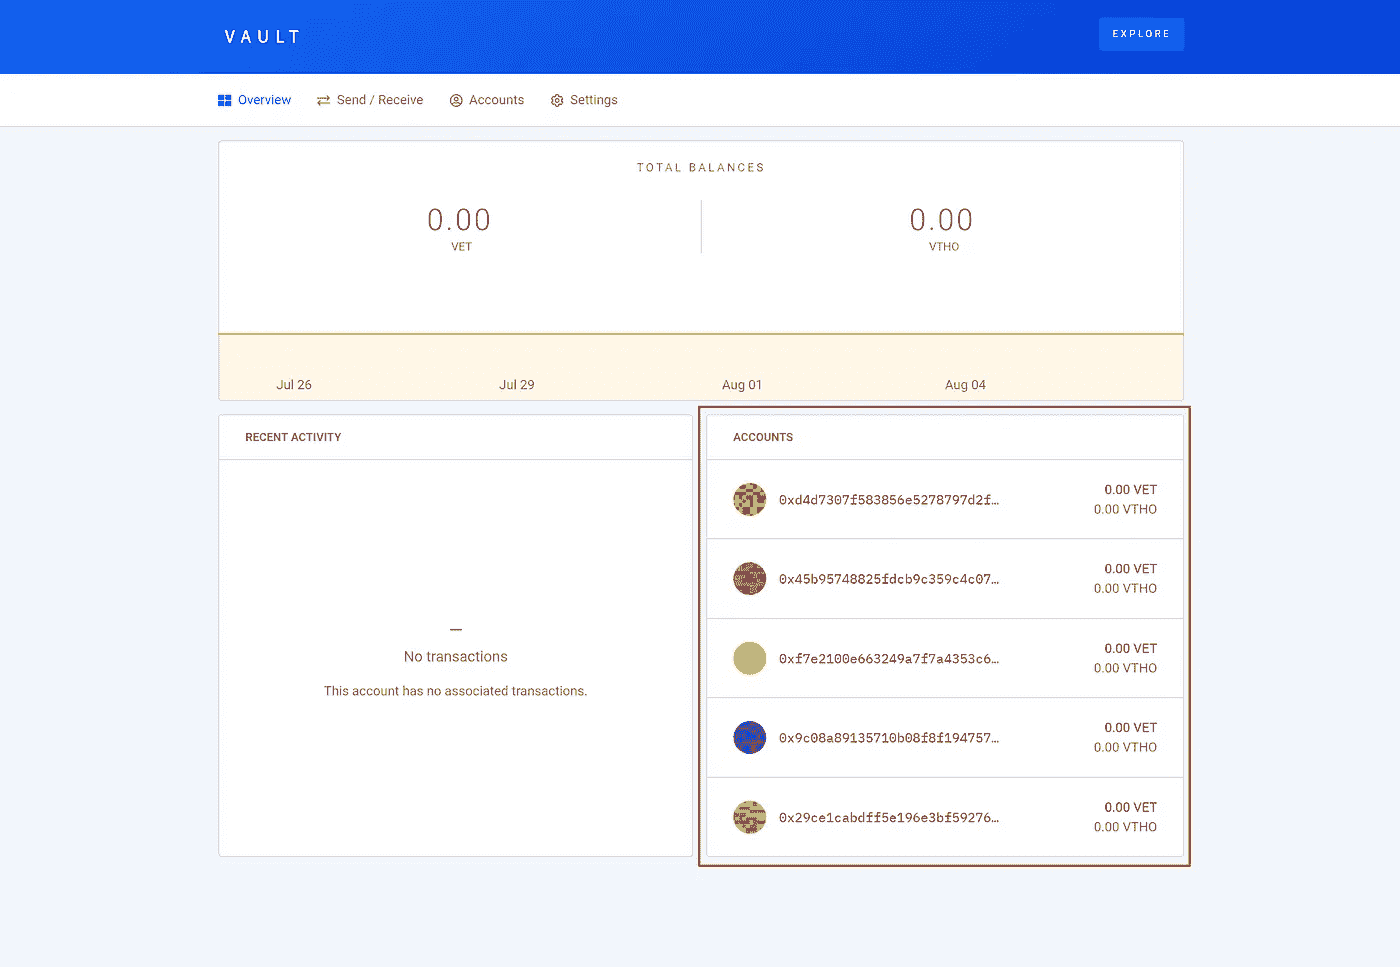 VAULT
EXPLORE
Overview
Send / Receive
Accounts
Settings
TOTAL BALANCES
0.00
VET
0.00
VTHO
Jul 26
Jul 29
Aug 01
Aug 04
RECENT ACTIVITY
No transactions
This account has no associated transactions.
ACCOUNTS
0xd4d7307f583856e5278797d2f…
0.00 VET
0.00 VTHO
0x45b95748825fdcb9c359c4c07…
0.00 VET
0.00 VTHO
0xf7e2100e663249a7f7a4353c6…
0.00 VET
0.00 VTHO
0x9c08a89135710b08f8f194757…
0.00 VET
0.00 VTHO
0x29ce1cabdff5e196e3bf59276…
0.00 VET
0.00 VTHO